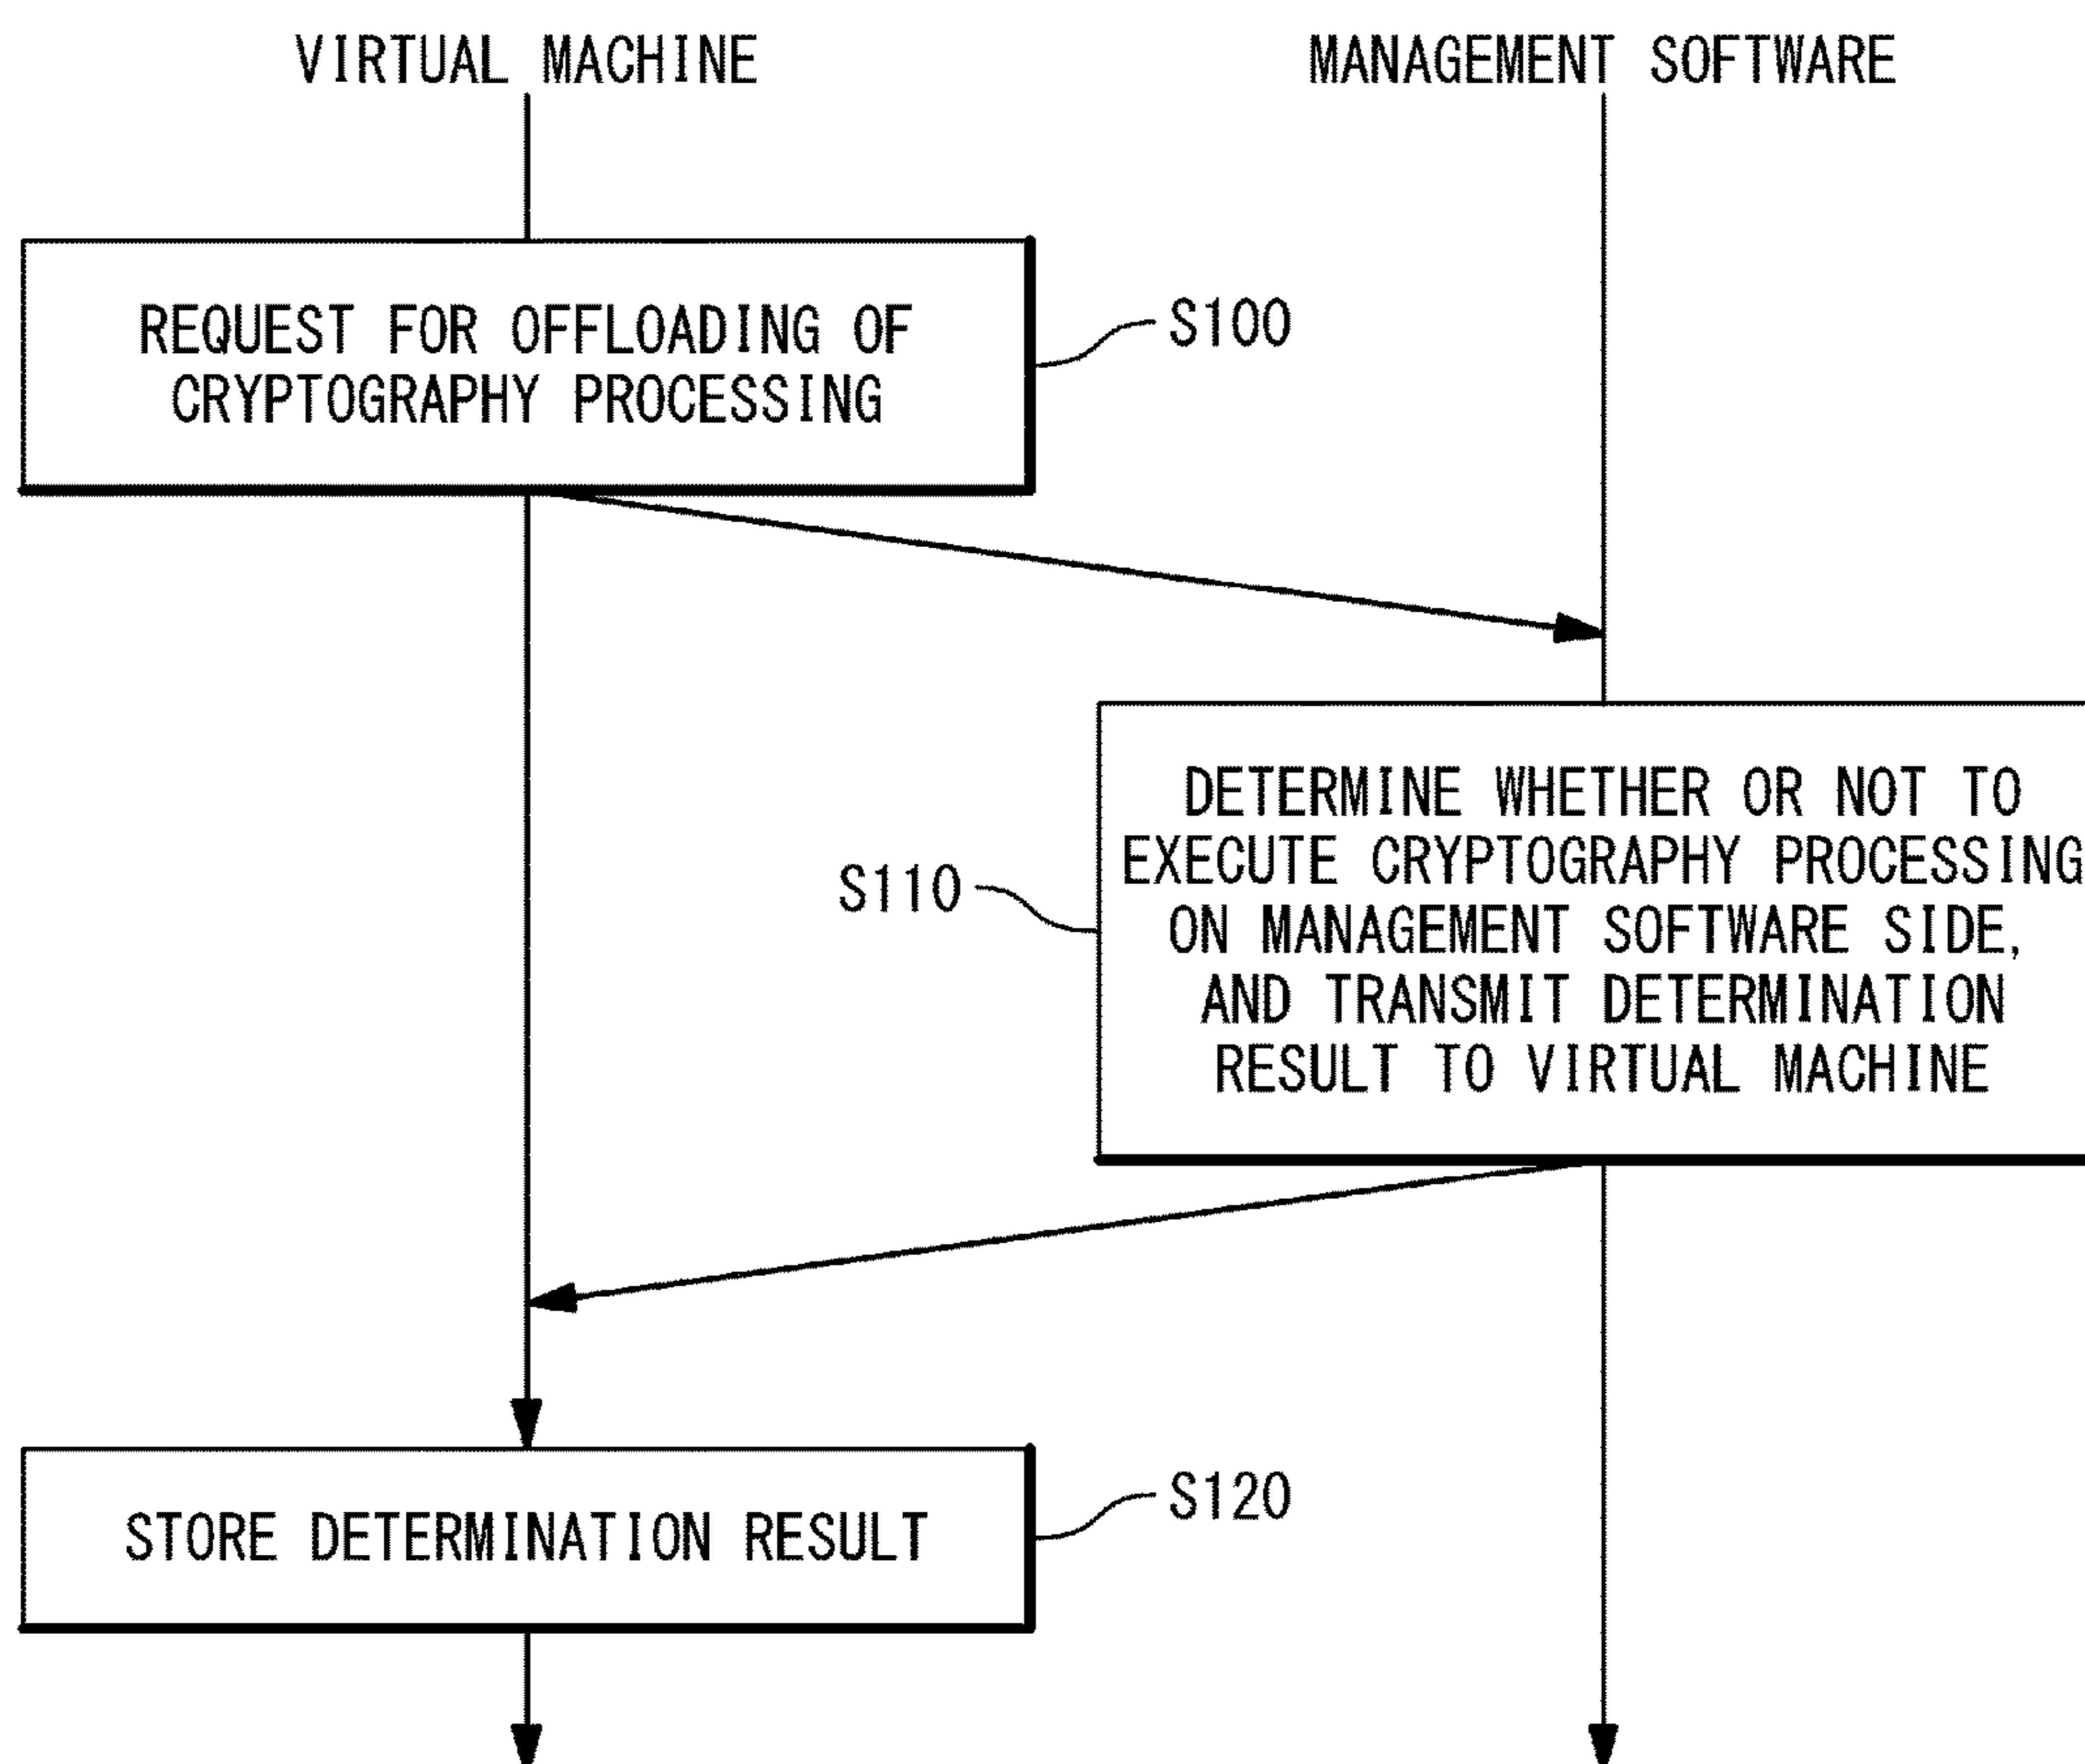 VIRTUAL MACHINE
MANAGEMENT SOFTWARE
REQUEST FOR OFFLOADING OF
CRYPTOGRAPHY PROCESSING
S100
DETERMINE WHETHER OR NOT TO
EXECUTE CRYPTOGRAPHY PROCESSING
ON MANAGEMENT SOFTWARE SIDE,
AND TRANSMIT DETERMINATION
RESULT TO VIRTUAL MACHINE
S110
STORE DETERMINATION RESULT
S120